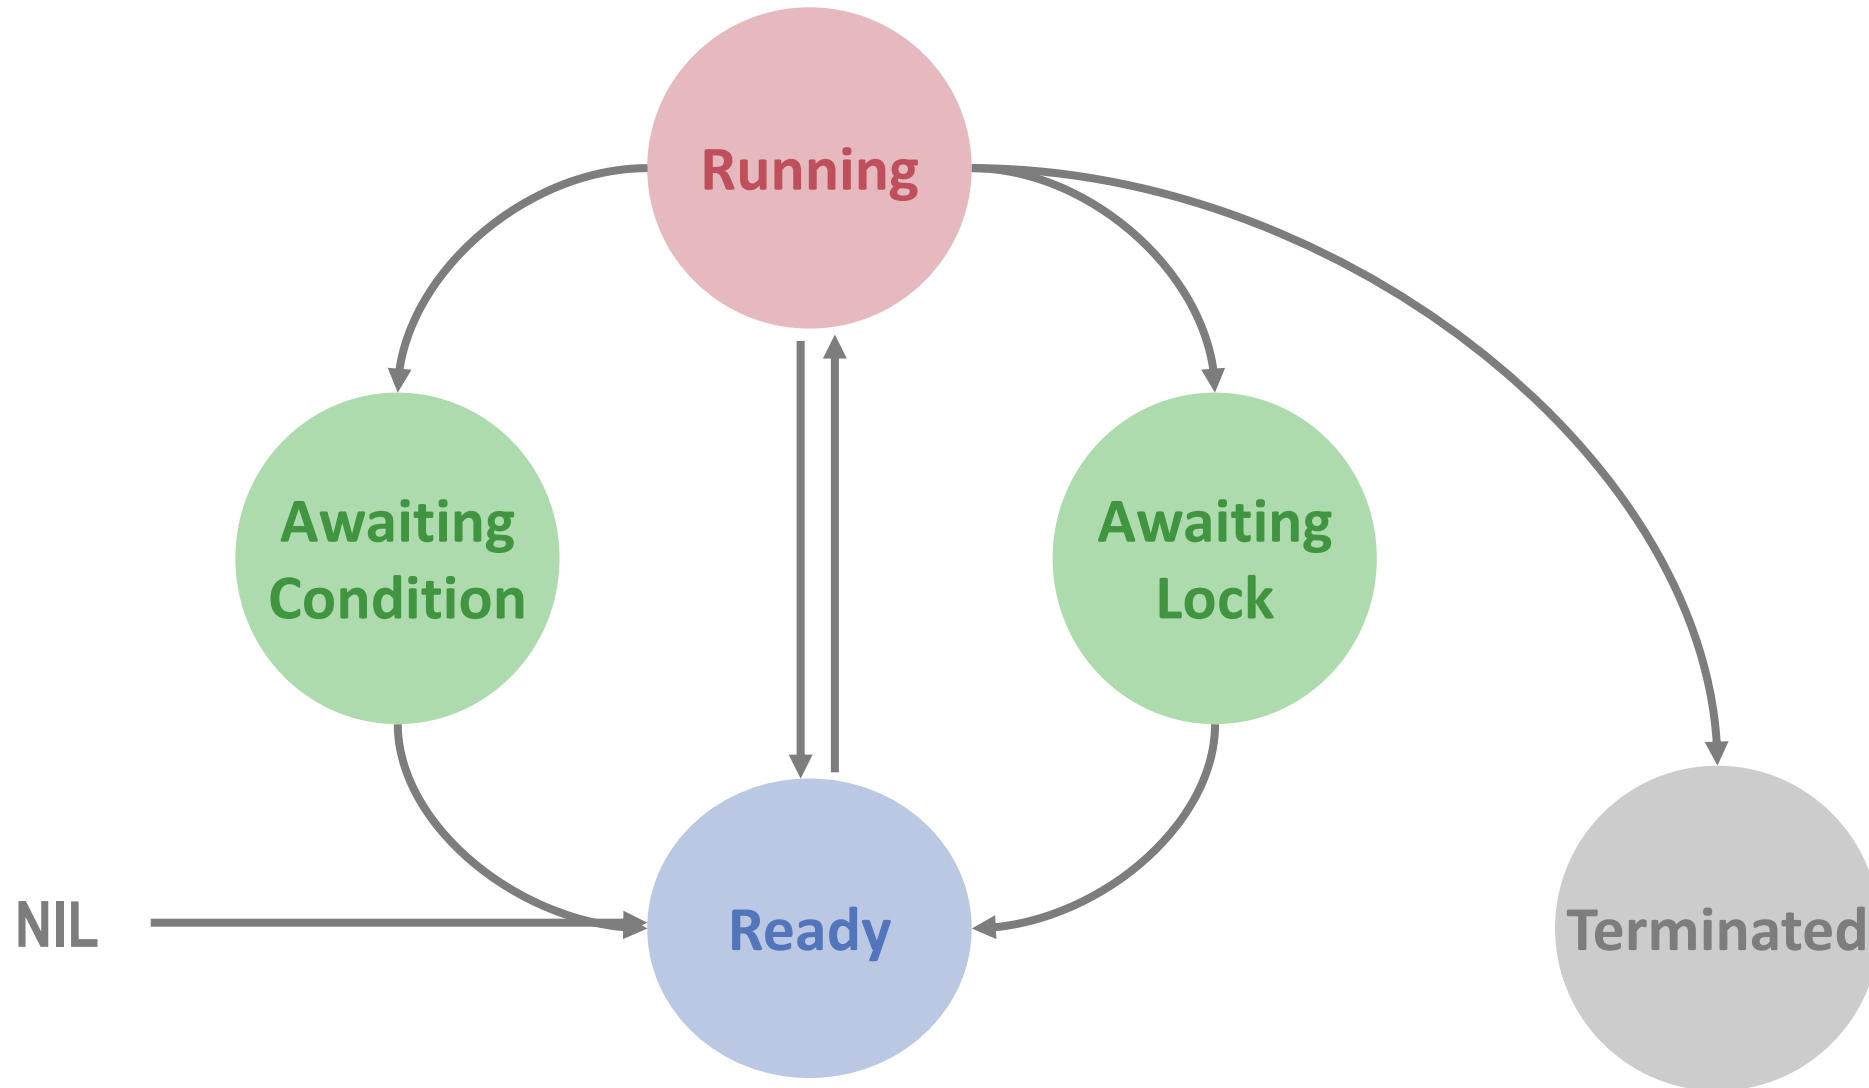 Running
Awaiting
Condition
Awaiting
Lock
NIL
Ready
Terminated